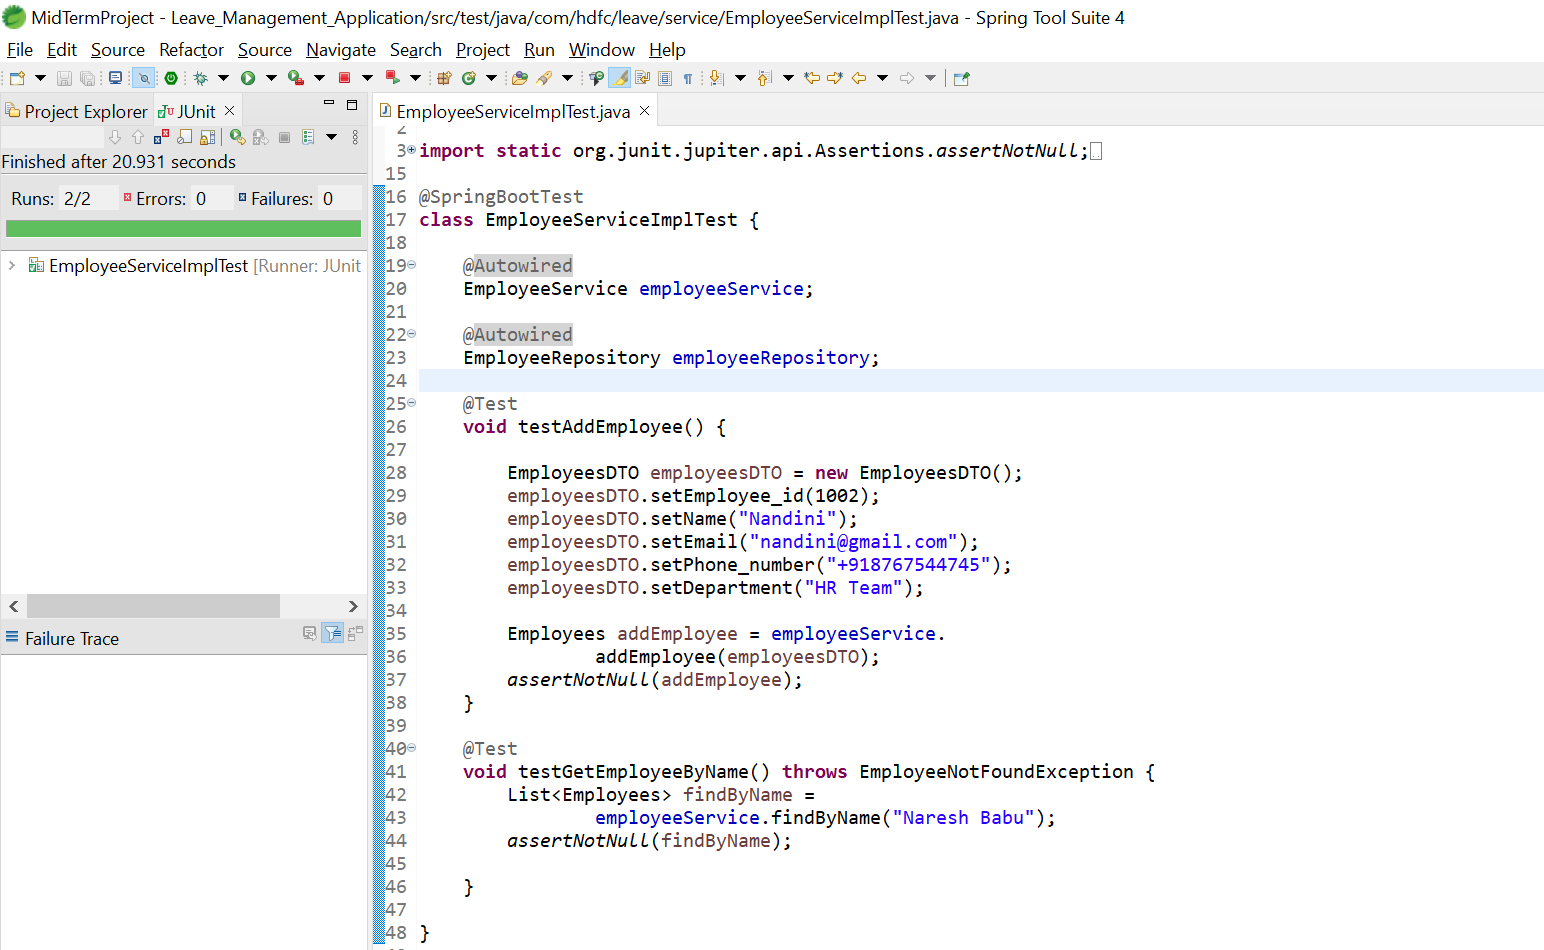 MidTermProject - Leave_Management_Application/src/test/java/com/hdfc/leave/service/EmployeeServiceImplTest.java - Spring Tool Suite 4
File Edit Source Refactor Source Navigate Search Project Run Window Help
Project Explorer JUnit
Finished after 20.931 seconds
Runs: 2/2 Errors: 0 Failures: 0
EmployeeServiceImplTest [Runner: JUnit
Failure Trace
EmployeeServiceImplTest.java
2
3 import static org.junit.jupiter.api.Assertions.assertNotNull;
15
16 @SpringBootTest
17 class EmployeeServiceImplTest {
18
19 @Autowired
20 EmployeeService employeeService;
21
22 @Autowired
23 EmployeeRepository employeeRepository;
24
25 @Test
26 void testAddEmployee() {
27
28 EmployeesDTO employeesDTO = new EmployeesDTO();
29 employeesDTO.setEmployee_id(1002);
30 employeesDTO.setName("Nandini");
31 employeesDTO.setEmail("nandini@gmail.com");
32 employeesDTO.setPhone_number("+918767544745");
33 employeesDTO.setDepartment("HR Team");
34
35 Employees addEmployee = employeeService.
36 addEmployee(employeesDTO);
37 assertNotNull(addEmployee);
38 }
39
40 @Test
41 void testGetEmployeeByName() throws EmployeeNotFoundException {
42 List<Employees> findByName =
43 employeeService.findByName("Naresh Babu");
44 assertNotNull(findByName);
45
46 }
47
48 }